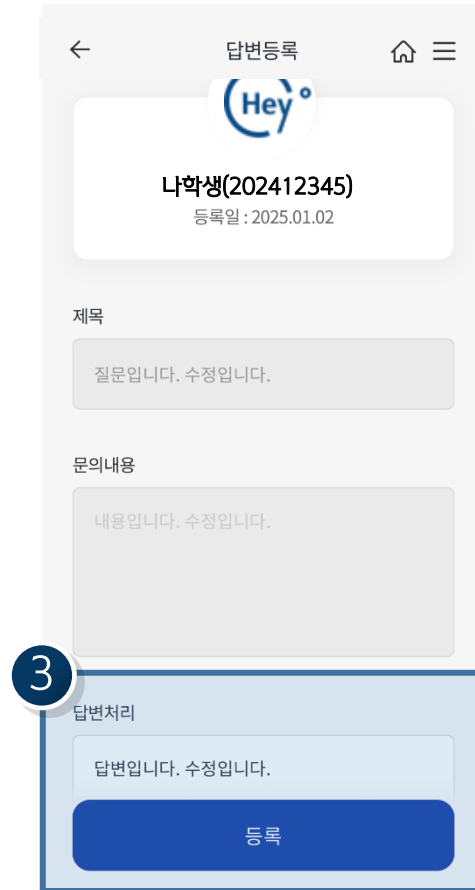 답변등록
Hey
나학생(202412345)
등록일 : 2025.01.02
제목
질문입니다. 수정입니다.
문의내용
내용입니다. 수정입니다.
3
답변처리
답변입니다. 수정입니다.
등록